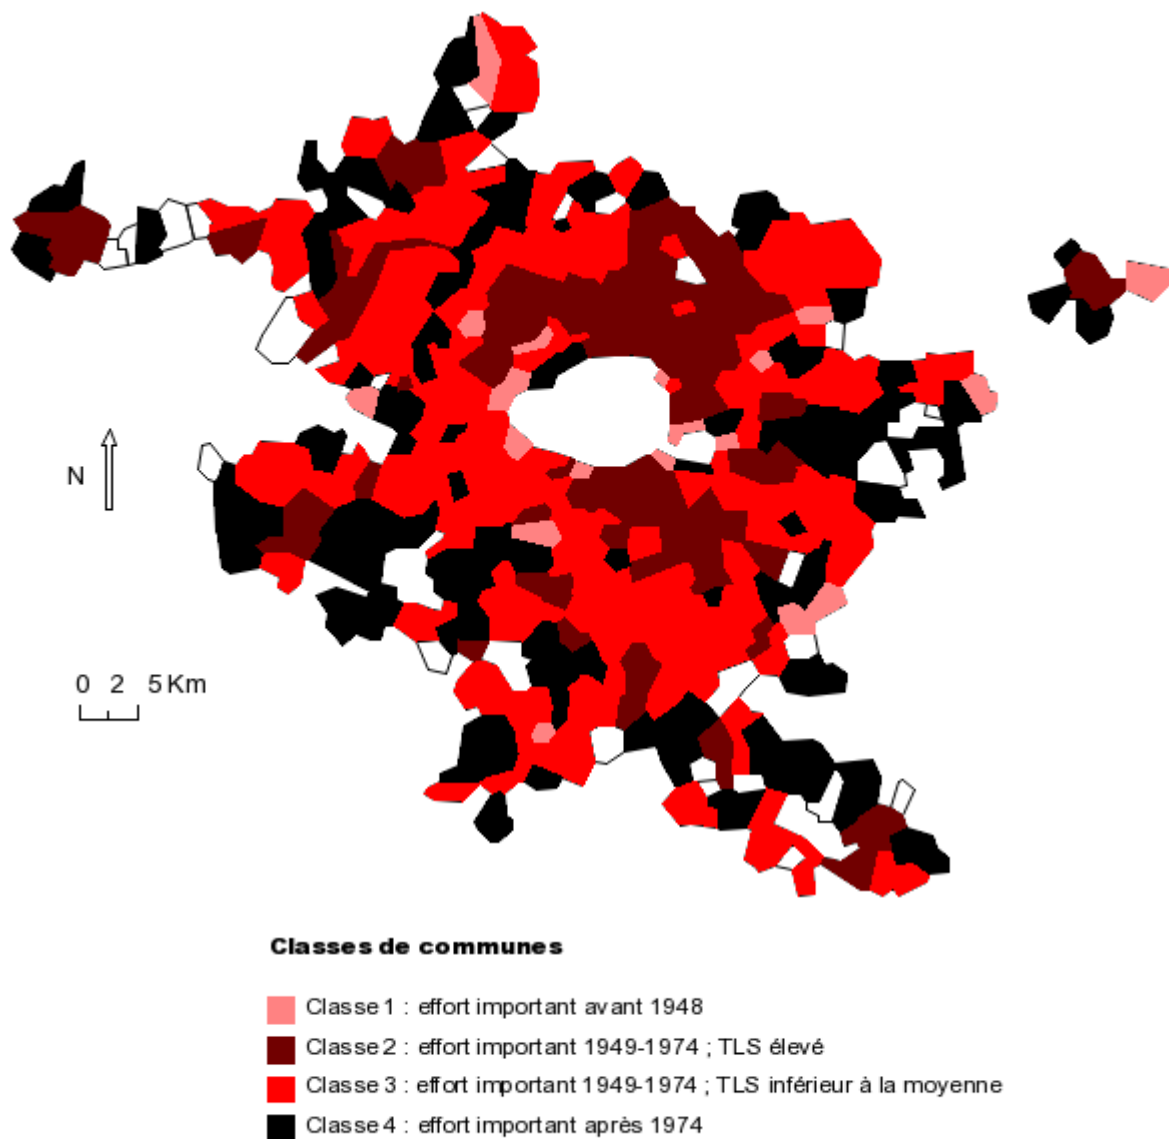 N
0 2 5 Km
Classes de communes
Classe 1 : effort important avant 1948
Classe 2 : effort important 1949-1974 ; TLS élevé
Classe 3 : effort important 1949-1974 ; TLS inférieur à la moyenne
Classe 4 : effort important après 1974